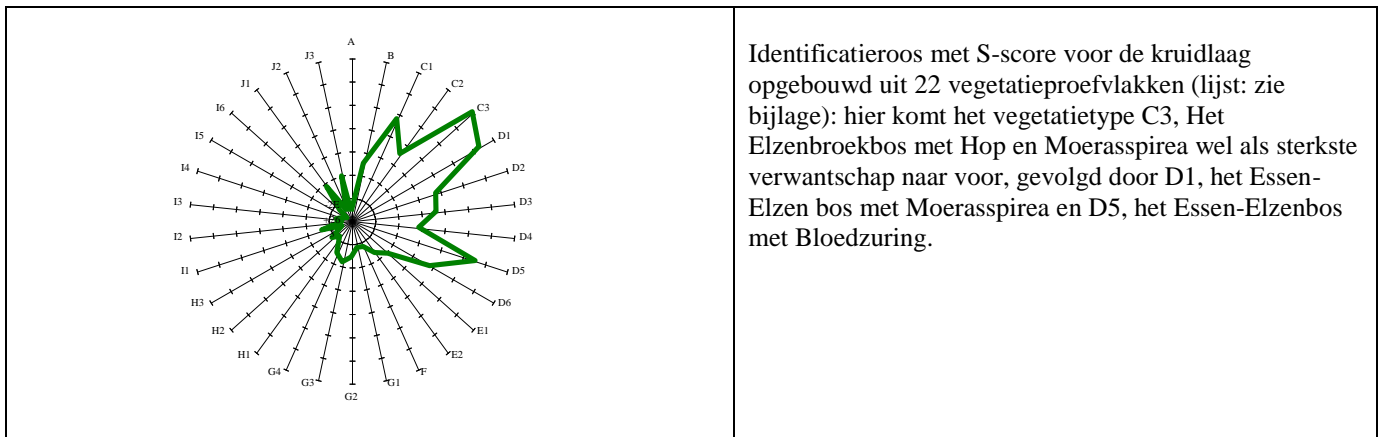 A
B
C1
C2
C3
D1
D2
D3
D4
D5
D6
E1
E2
F
G1
G2
G3
G4
H1
H2
H3
I1
I2
I3
I4
I5
I6
J1
J2
J3
Identificatieroos met S-score voor de kruidlaag
opgebouwd uit 22 vegetatieproefvlakken (lijst: zie
bijlage): hier komt het vegetatietype C3, Het
Elzenbroekbos met Hop en Moerasspirea wel als sterkste
verwantschap naar voor, gevolgd door D1, het Essen-
Elzen bos met Moerasspirea en D5, het Essen-Elzenbos
met Bloedzuring.